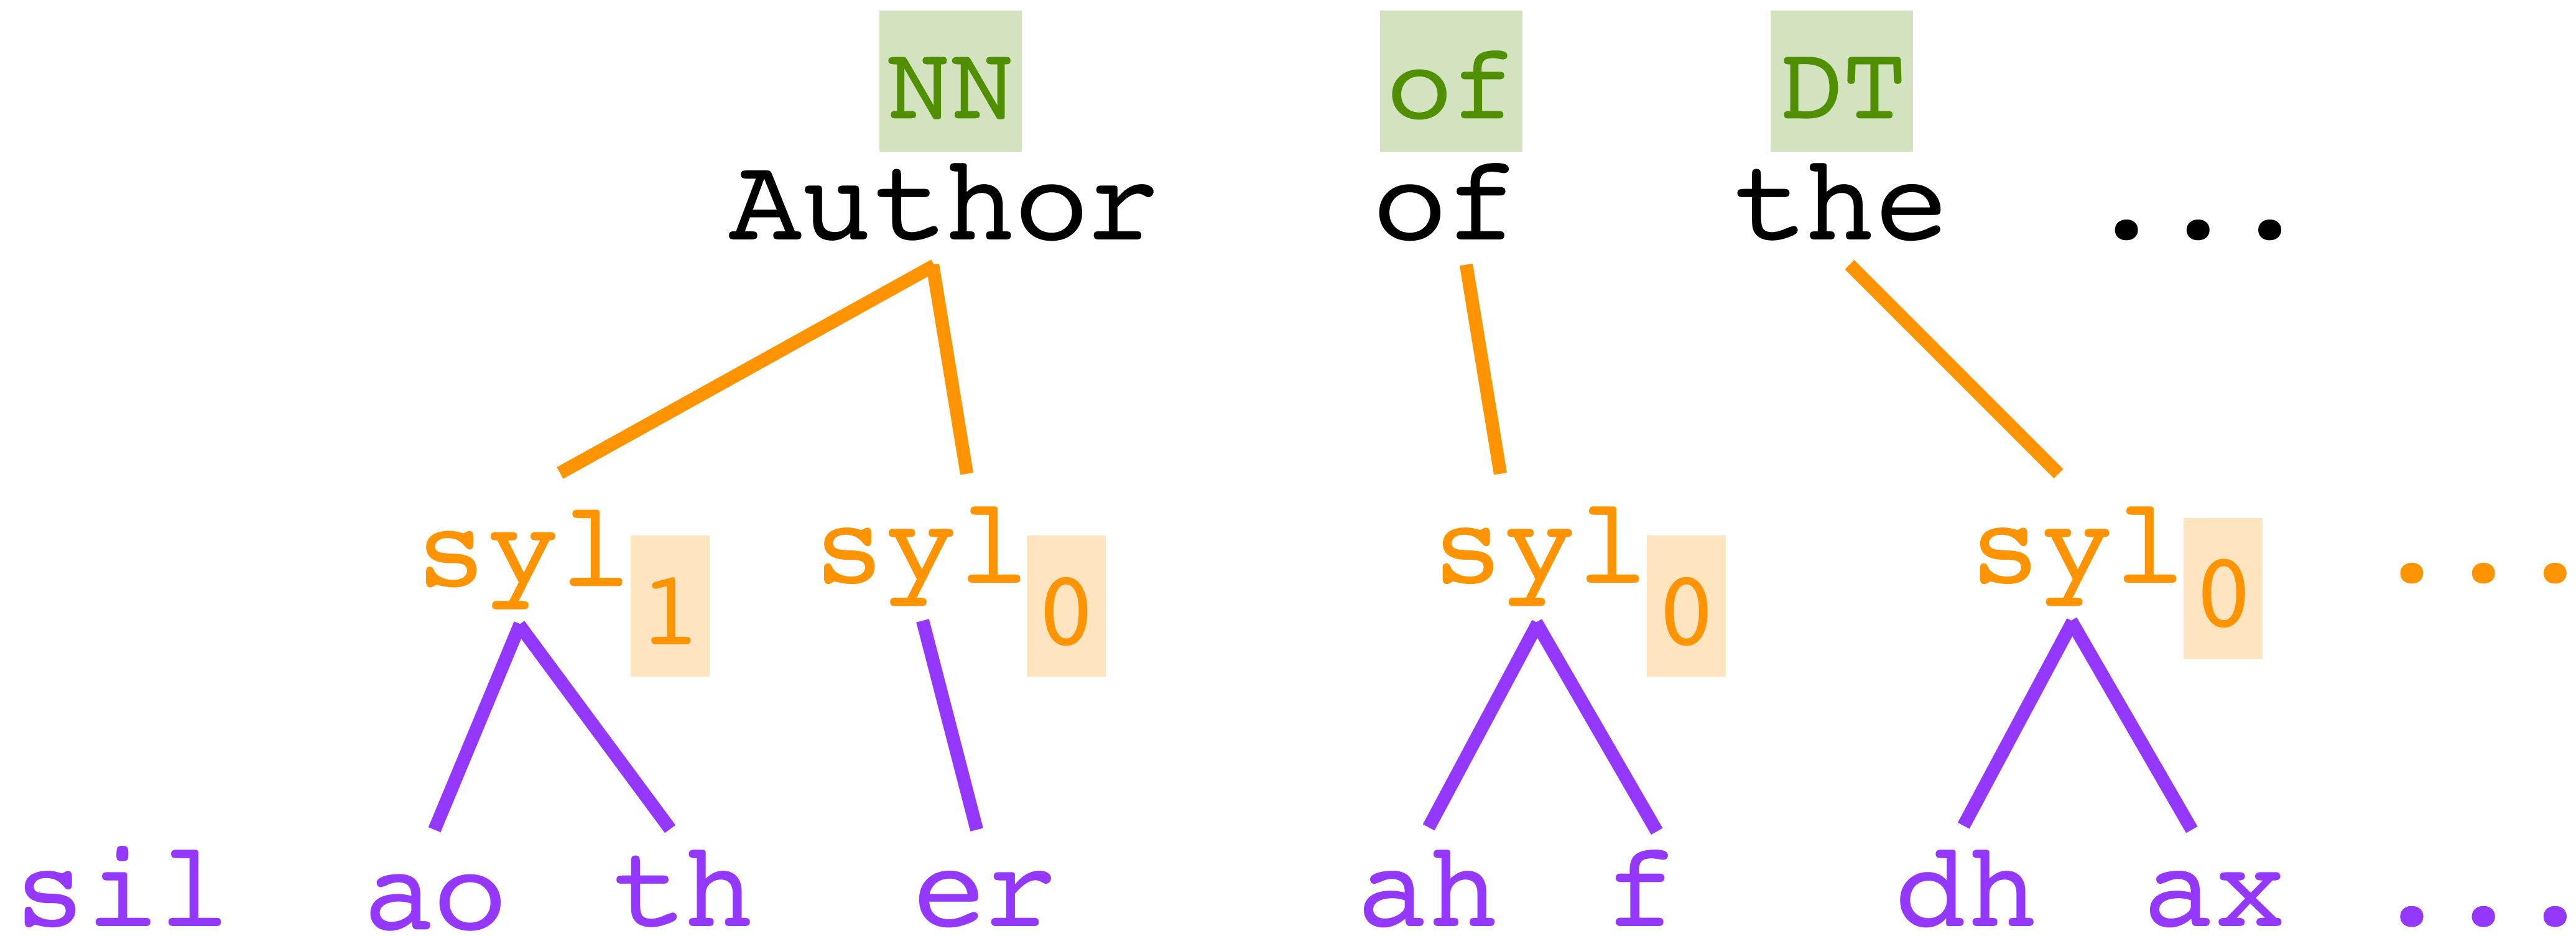 NN of DT
Author of the ...
syl1 syl0 syl0 syl0 ...
sil ao th er ah f dh ax ...